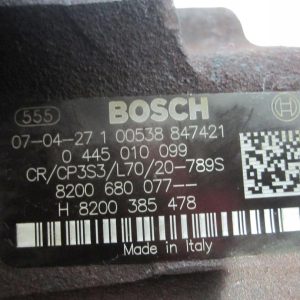 555 BOSCH
07-04-27 1 00538 847421
0 445 010 099
CR/CP3S3/L70/20-789S
8200 680 077--
H 8200 385 478
Made in Italy